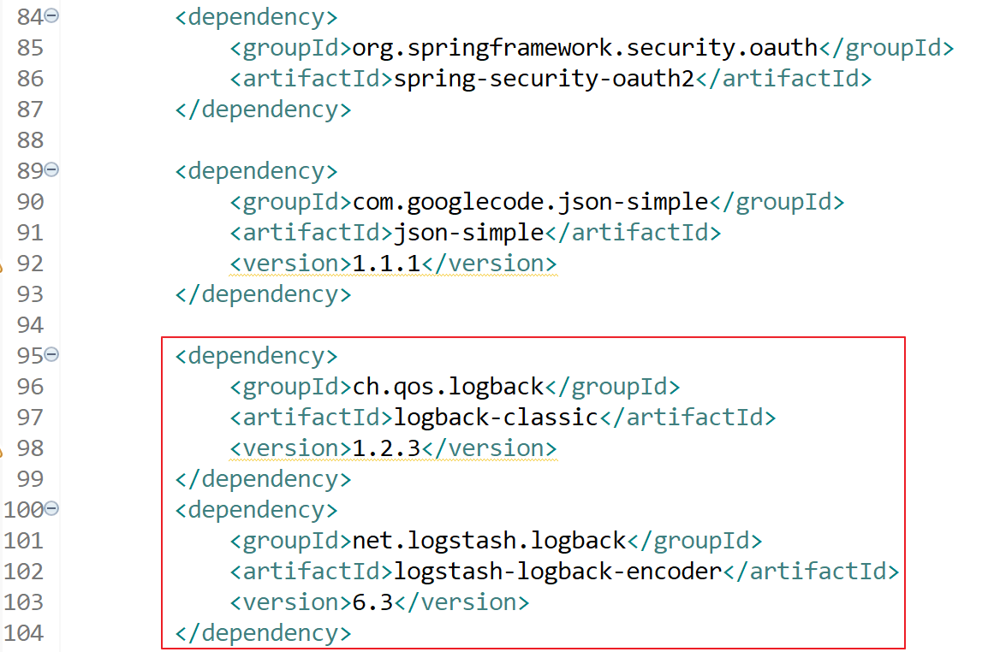 84 <dependency>
85 <groupId>org.springframework.security.oauth</groupId>
86 <artifactId>spring-security-oauth2</artifactId>
87 </dependency>
88
89 <dependency>
90 <groupId>com.googlecode.json-simple</groupId>
91 <artifactId>json-simple</artifactId>
92 <version>1.1.1</version>
93 </dependency>
94
95 <dependency>
96 <groupId>ch.qos.logback</groupId>
97 <artifactId>logback-classic</artifactId>
98 <version>1.2.3</version>
99 </dependency>
100 <dependency>
101 <groupId>net.logstash.logback</groupId>
102 <artifactId>logstash-logback-encoder</artifactId>
103 <version>6.3</version>
104 </dependency>